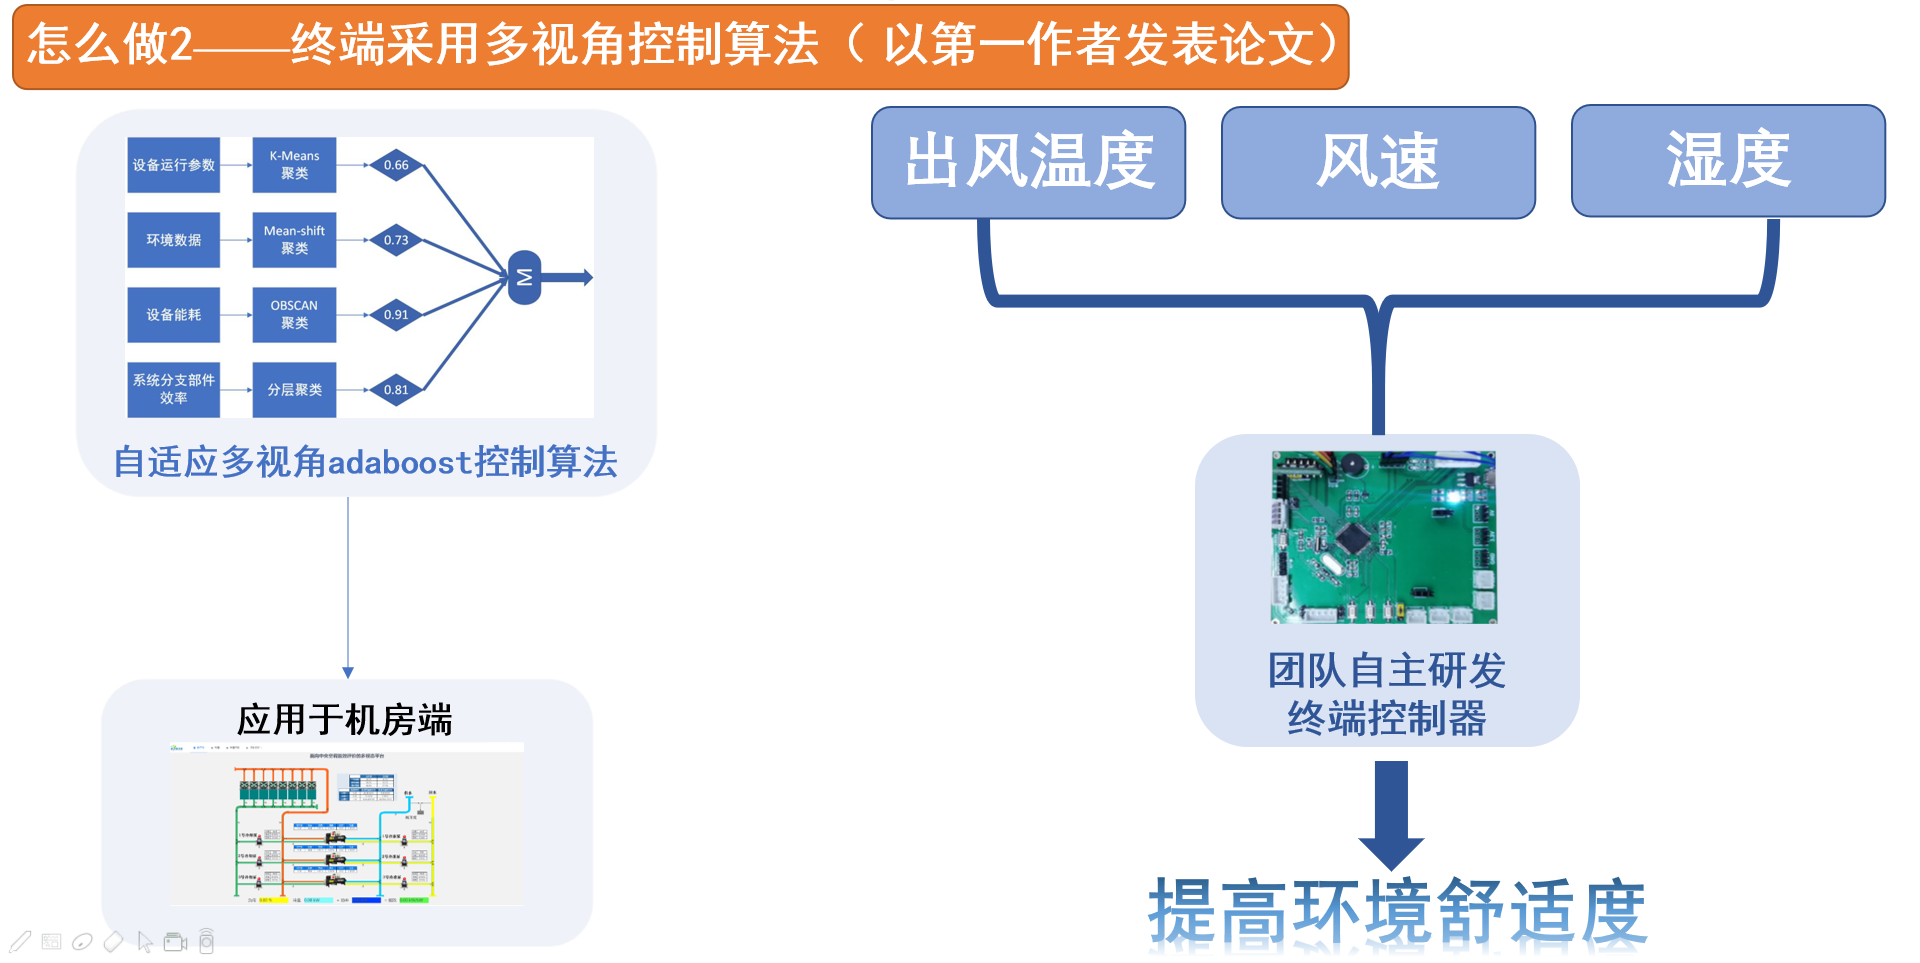 怎么做2——终端采用多视角控制算法（ 以第一作者发表论文）
设备运行参数
K-Means
聚类
0.66
环境数据
Mean-shift
聚类
0.73
设备能耗
OBSCAN
聚类
0.91
系统分支部件
效率
分层聚类
0.81
M
自适应多视角adaboost控制算法
应用于机房端
出风温度
风速
湿度
团队自主研发
终端控制器
提高环境舒适度